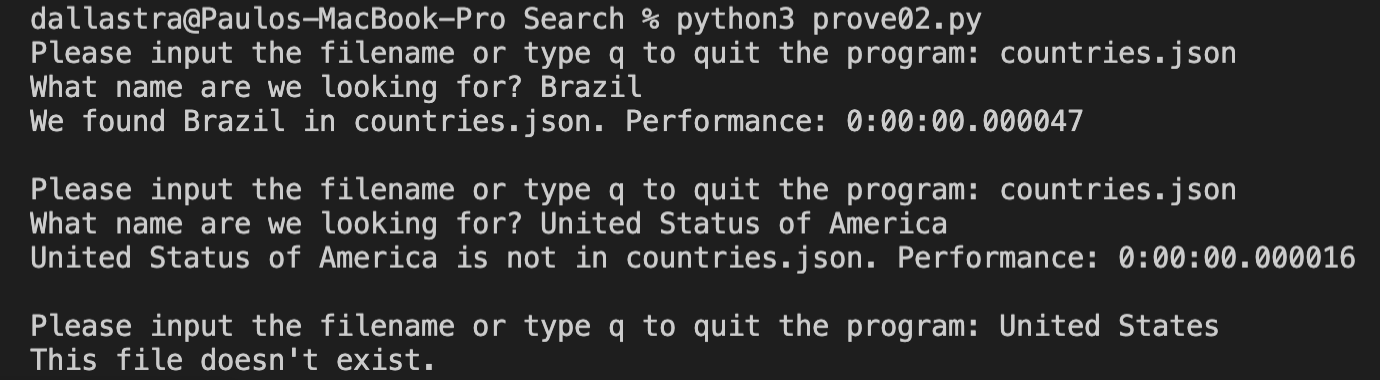 dallastra@Paulos-MacBook-Pro Search % python3 prove02.py
Please input the filename or type q to quit the program: countries.json
What name are we looking for? Brazil
We found Brazil in countries.json. Performance: 0:00:00.000047
Please input the filename or type q to quit the program: countries.json
What name are we looking for? United Status of America
United Status of America is not in countries.json. Performance: 0:00:00.000016
Please input the filename or type q to quit the program: United States
This file doesn't exist.